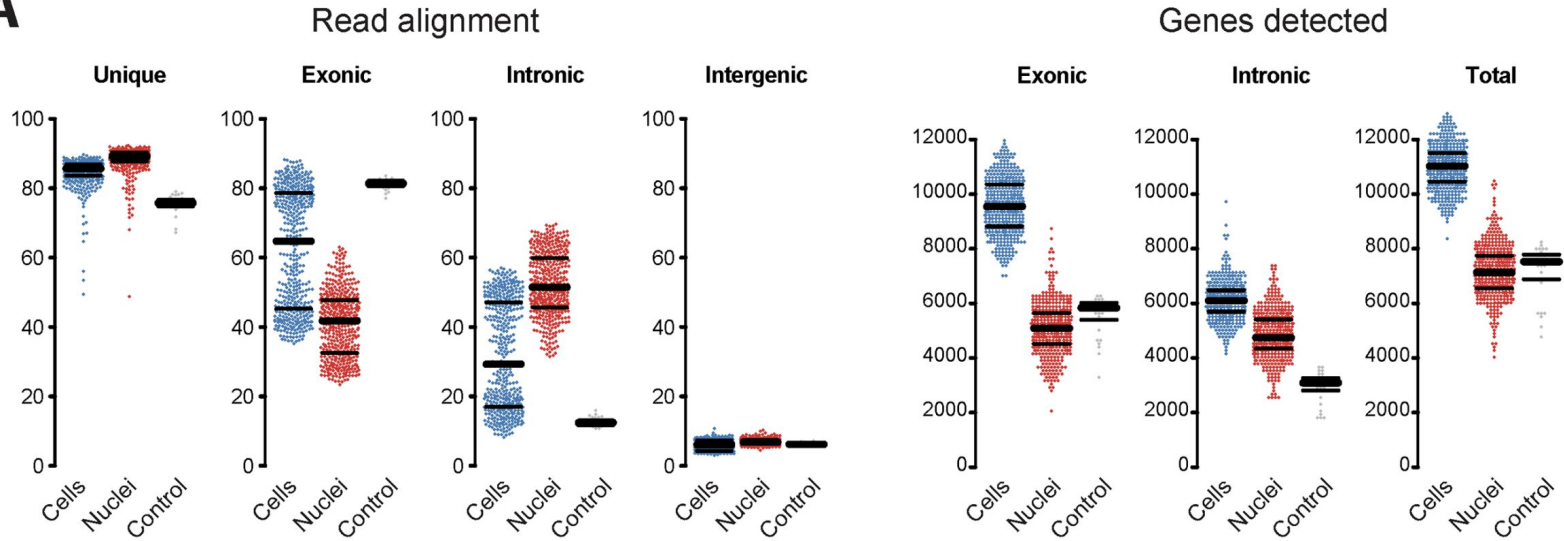 A
Read alignment
Genes detected
Unique
Exonic
Intronic
Intergenic
Exonic
Intronic
Total
100
80
60
40
20
0
100
80
60
40
20
0
100
80
60
40
20
0
100
80
60
40
20
0
12000
10000
8000
6000
4000
2000
0
12000
10000
8000
6000
4000
2000
0
12000
10000
8000
6000
4000
2000
0
Cells
Nuclei
Control
Cells
Nuclei
Control
Cells
Nuclei
Control
Cells
Nuclei
Control
Cells
Nuclei
Control
Cells
Nuclei
Control
Cells
Nuclei
Control